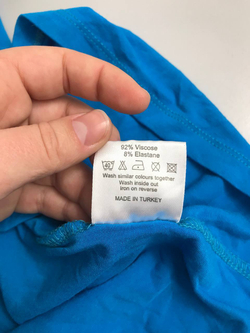 92% Viscose
8% Elastane
Wash similar colours together
Wash inside out
iron on reverse
MADE IN TURKEY